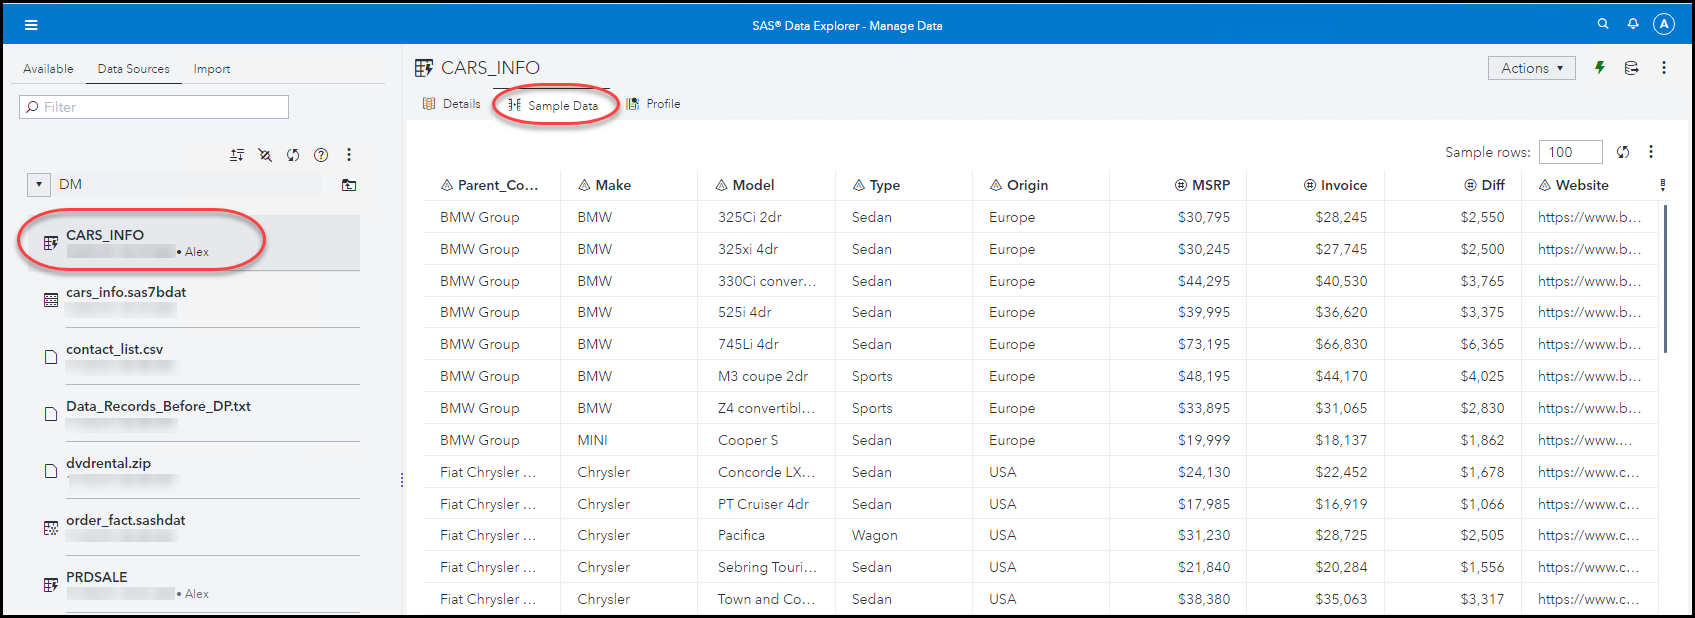 SAS® Data Explorer - Manage Data
A
Available Data Sources Import
Filter
DM
CARS_INFO
• Alex
cars_info.sas7bdat
contact_list.csv
Data_Records_Before_DP.txt
dvdrental.zip
order_fact.sashdat
PRDSALE
• Alex
CARS_INFO
Actions
Details Sample Data Profile
Sample rows: 100
Parent_Co... Make Model Type Origin MSRP Invoice Diff Website
BMW Group BMW 325Ci 2dr Sedan Europe $30,795 $28,245 $2,550 https://www.b...
BMW Group BMW 325xi 4dr Sedan Europe $30,245 $27,745 $2,500 https://www.b...
BMW Group BMW 330Ci conver... Sedan Europe $44,295 $40,530 $3,765 https://www.b...
BMW Group BMW 525i 4dr Sedan Europe $39,995 $36,620 $3,375 https://www.b...
BMW Group BMW 745Li 4dr Sedan Europe $73,195 $66,830 $6,365 https://www.b...
BMW Group BMW M3 coupe 2dr Sports Europe $48,195 $44,170 $4,025 https://www.b...
BMW Group BMW Z4 convertibl... Sports Europe $33,895 $31,065 $2,830 https://www.b...
BMW Group MINI Cooper S Sedan Europe $19,999 $18,137 $1,862 https://www....
Fiat Chrysler ... Chrysler Concorde LX... Sedan USA $24,130 $22,452 $1,678 https://www.c...
Fiat Chrysler ... Chrysler PT Cruiser 4dr Sedan USA $17,985 $16,919 $1,066 https://www.c...
Fiat Chrysler ... Chrysler Pacifica Wagon USA $31,230 $28,725 $2,505 https://www.c...
Fiat Chrysler ... Chrysler Sebring Touri... Sedan USA $21,840 $20,284 $1,556 https://www.c...
Fiat Chrysler ... Chrysler Town and Co... Sedan USA $38,380 $35,063 $3,317 https://www.c...